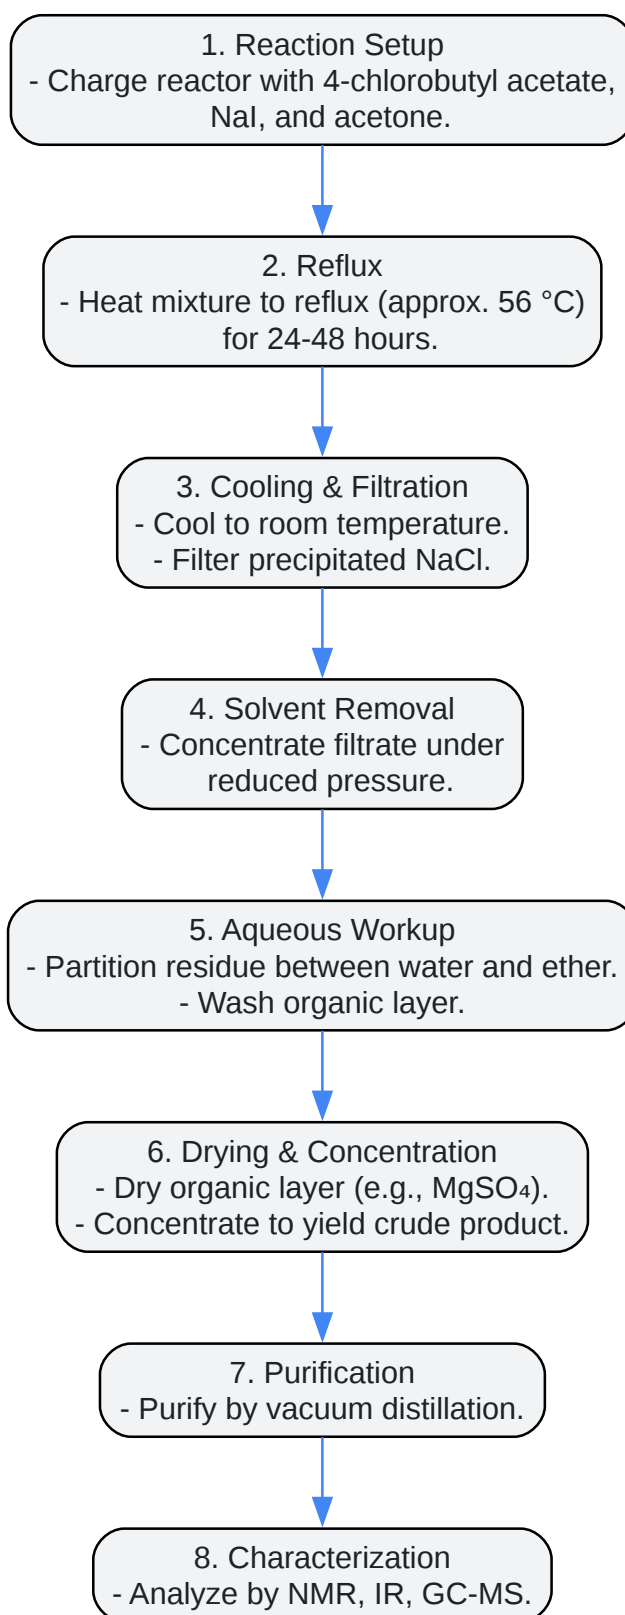 1. Reaction Setup
- Charge reactor with 4-chlorobutyl acetate,
NaI, and acetone.
2. Reflux
- Heat mixture to reflux (approx. 56 °C)
for 24-48 hours.
3. Cooling & Filtration
- Cool to room temperature.
- Filter precipitated NaCl.
4. Solvent Removal
- Concentrate filtrate under
reduced pressure.
5. Aqueous Workup
- Partition residue between water and ether.
- Wash organic layer.
6. Drying & Concentration
- Dry organic layer (e.g., MgSO₄).
- Concentrate to yield crude product.
7. Purification
- Purify by vacuum distillation.
8. Characterization
- Analyze by NMR, IR, GC-MS.